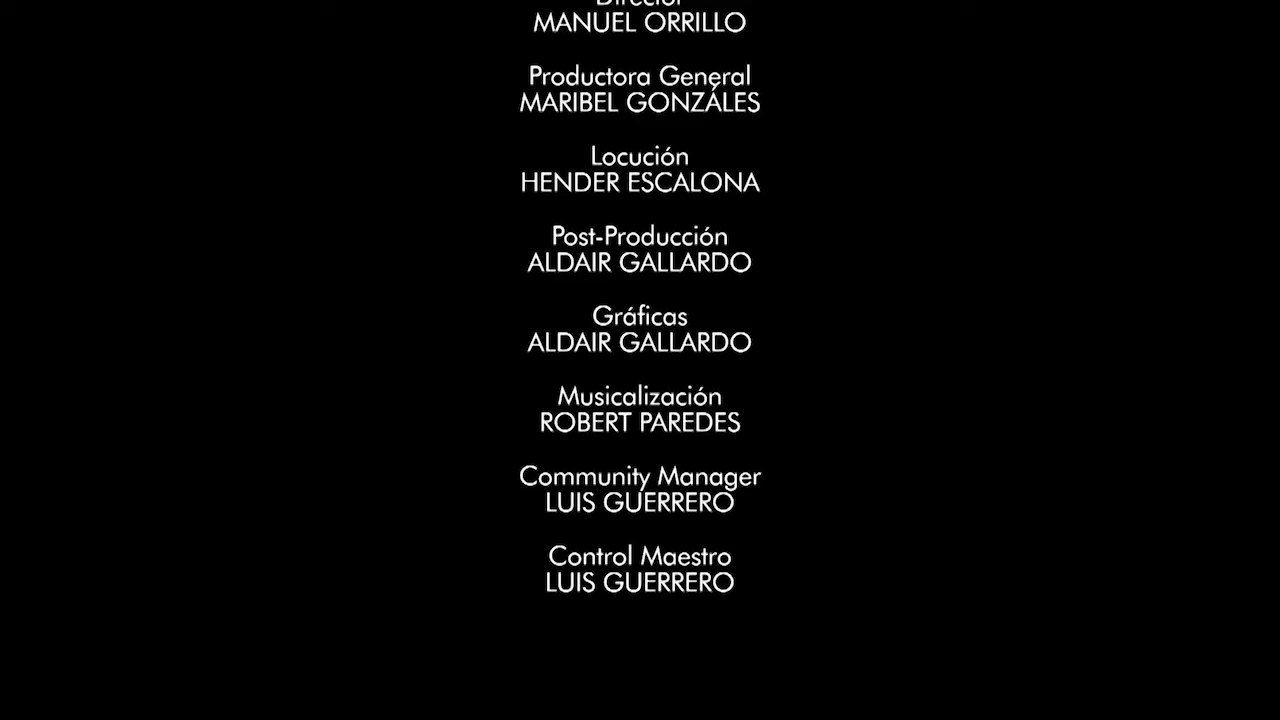 Director
MANUEL ORRILLO
Productora General
MARIBEL GONZÁLES
Locución
HENDER ESCALONA
Post-Producción
ALDAIR GALLARDO
Gráficas
ALDAIR GALLARDO
Musicalización
ROBERT PAREDES
Community Manager
LUIS GUERRERO
Control Maestro
LUIS GUERRERO